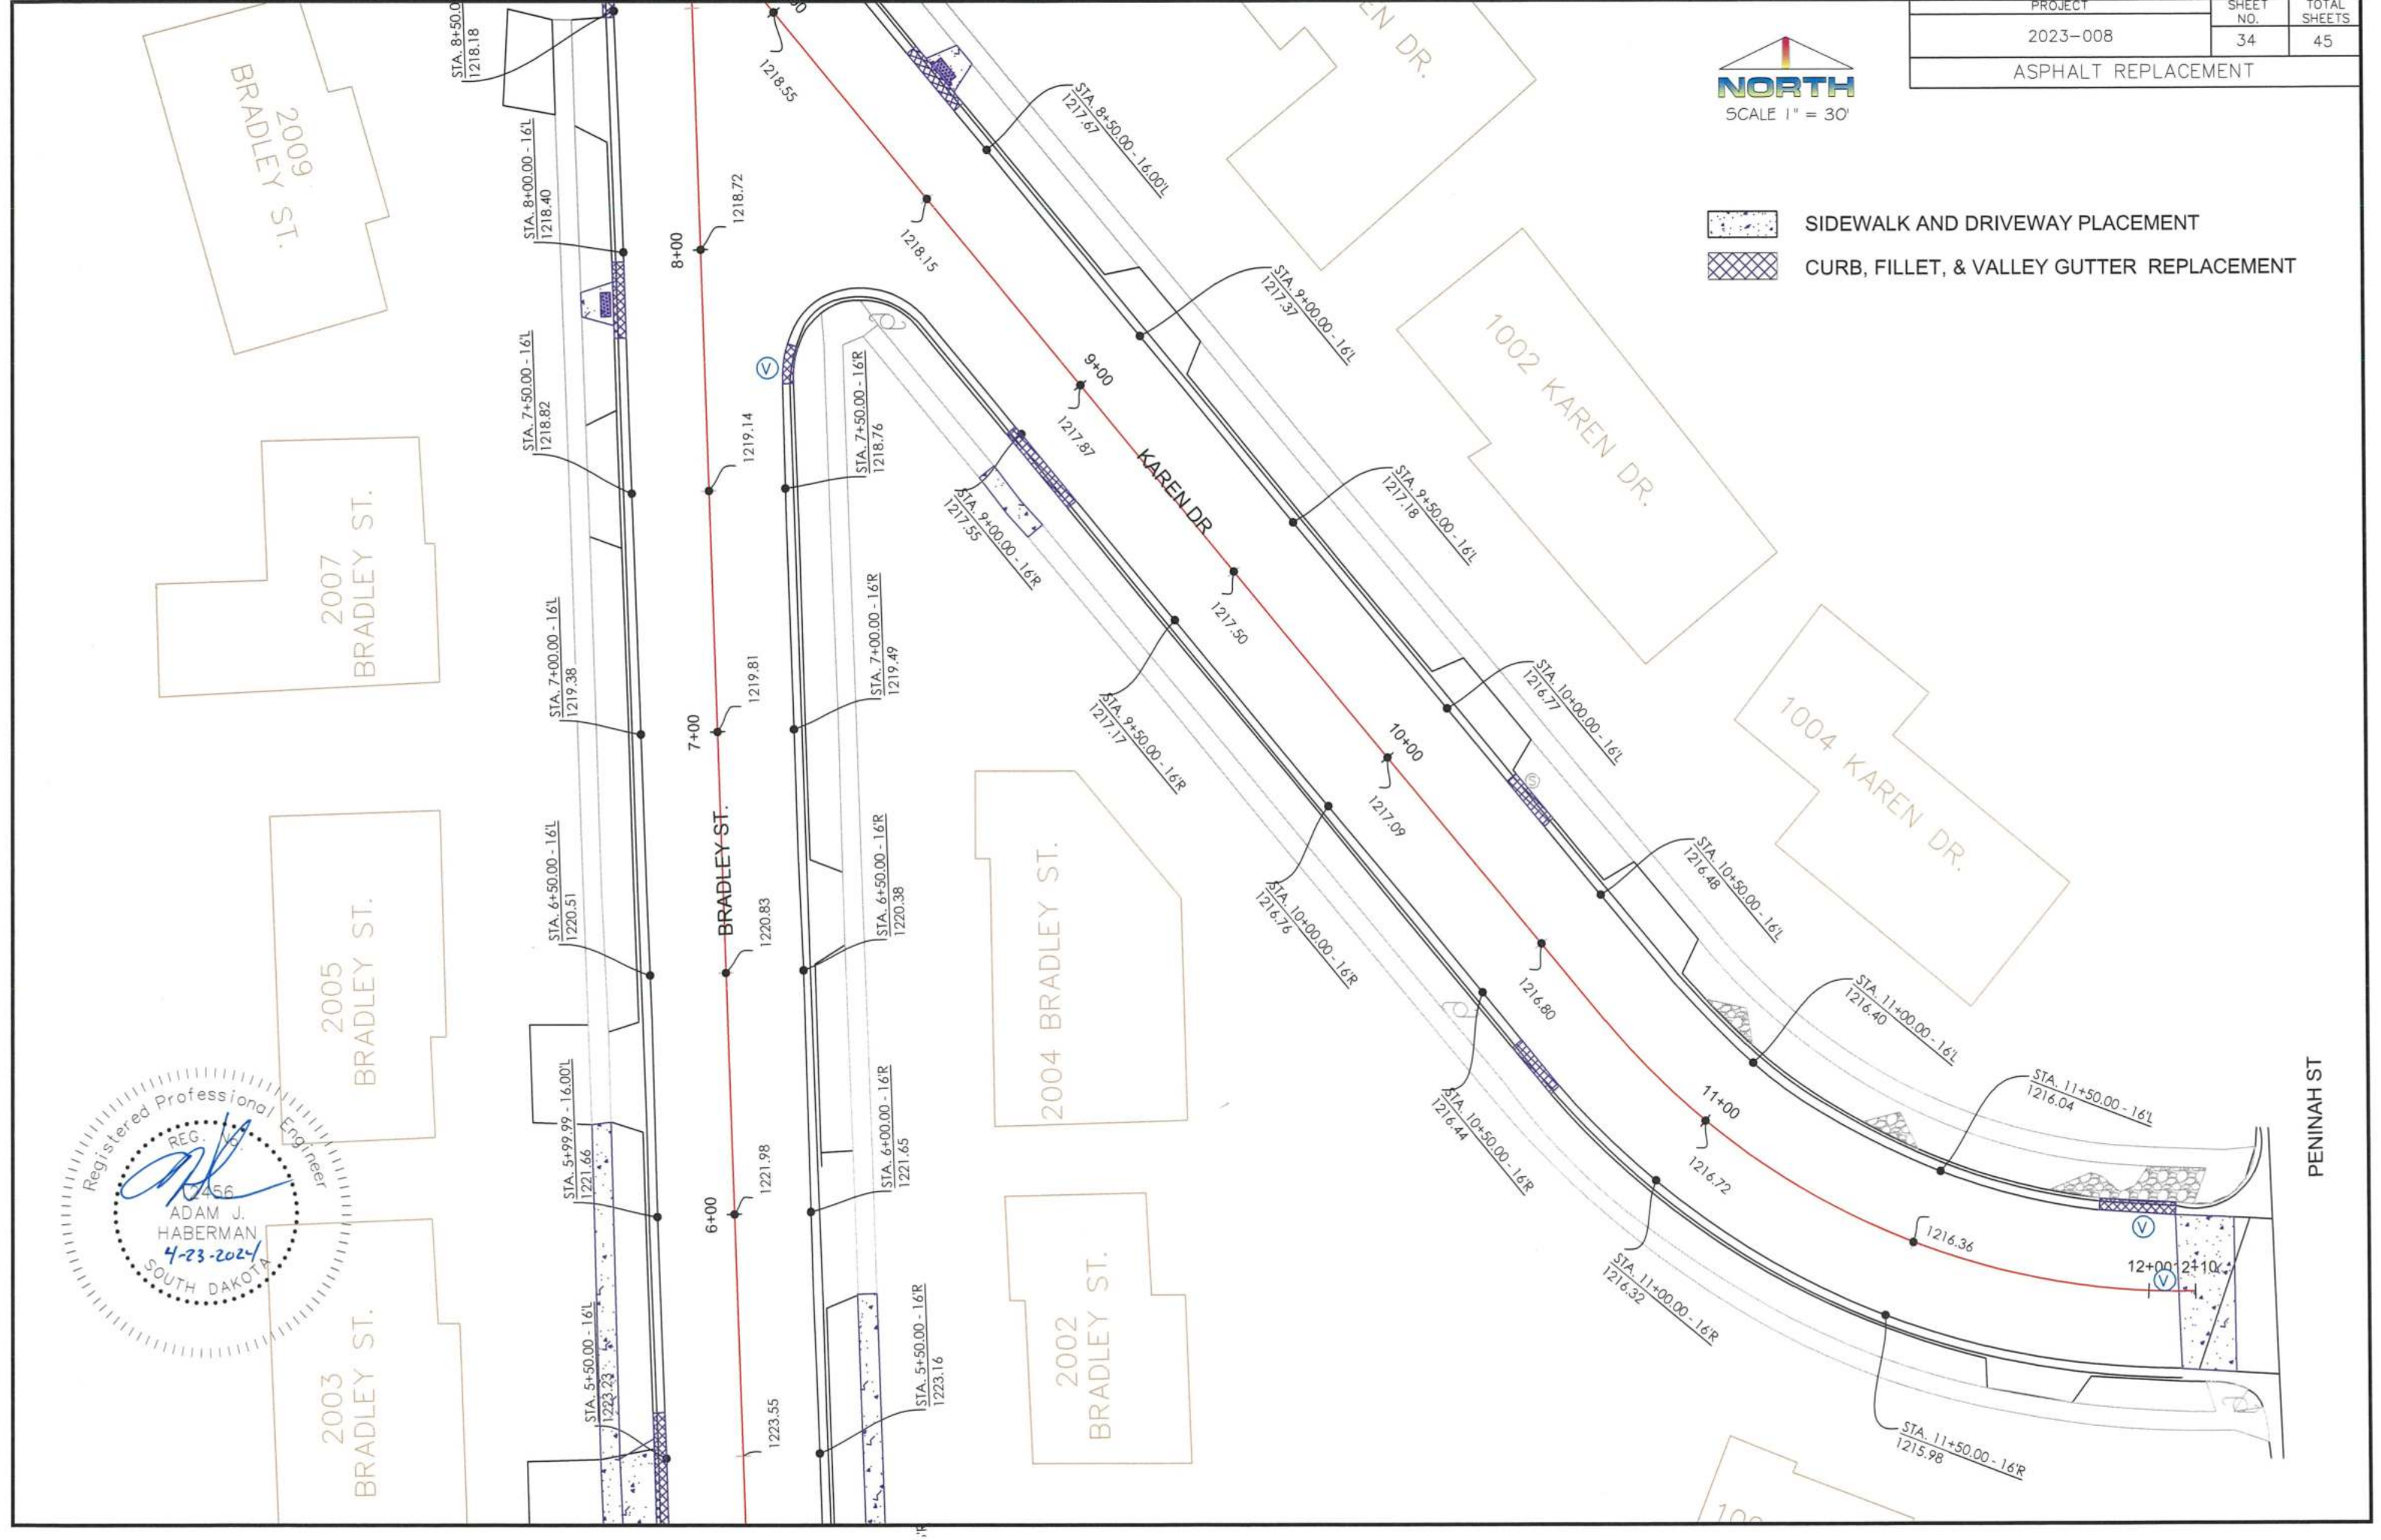 PROJECT
SHEET NO.
TOTAL SHEETS
2023-008
34
45
ASPHALT REPLACEMENT
NORTH
SCALE 1" = 30'
SIDEWALK AND DRIVEWAY PLACEMENT
CURB, FILLET, & VALLEY GUTTER REPLACEMENT
2009
BRADLEY ST.
2007
BRADLEY ST.
2005
BRADLEY ST.
2003
BRADLEY ST.
STA. 8+50.0
1218.18
STA. 8+00.00 - 16'L
1218.40
STA. 7+50.00 - 16'L
1218.82
STA. 7+00.00 - 16'L
1219.38
STA. 6+50.00 - 16'L
1220.51
STA. 5+99.99 - 16.00'L
1221.66
STA. 5+50.00 - 16'L
1223.23
8+00
1218.72
1219.14
7+00
1219.81
BRADLEY ST.
1220.83
6+00
1221.98
1223.55
V
STA. 7+50.00 - 16'R
1218.76
STA. 7+00.00 - 16'R
1219.49
STA. 6+50.00 - 16'R
1220.38
STA. 6+00.00 - 16'R
1221.65
STA. 5+50.00 - 16'R
1223.16
2004 BRADLEY ST.
2002
BRADLEY ST.
EN DR.
1002 KAREN DR.
1004 KAREN DR.
100
1218.55
1218.15
9+00
1217.87
KAREN DR
1217.50
10+00
1217.09
1216.80
11+00
1216.72
1216.36
12+00
12+10
V
V
S
STA. 8+50.00 - 16.00'L
1217.67
STA. 9+00.00 - 16'L
1217.37
STA. 9+50.00 - 16'L
1217.18
STA. 10+00.00 - 16'L
1216.77
STA. 10+50.00 - 16'L
1216.48
STA. 11+00.00 - 16'L
1216.40
STA. 11+50.00 - 16'L
1216.04
STA. 9+00.00 - 16'R
1217.55
STA. 9+50.00 - 16'R
1217.17
STA. 10+00.00 - 16'R
1216.76
STA. 10+50.00 - 16'R
1216.44
STA. 11+00.00 - 16'R
1216.32
STA. 11+50.00 - 16'R
1215.98
PENINAH ST
Registered Professional Engineer
REG.
ADAM J.
HABERMAN
4-23-2024
SOUTH DAKOTA